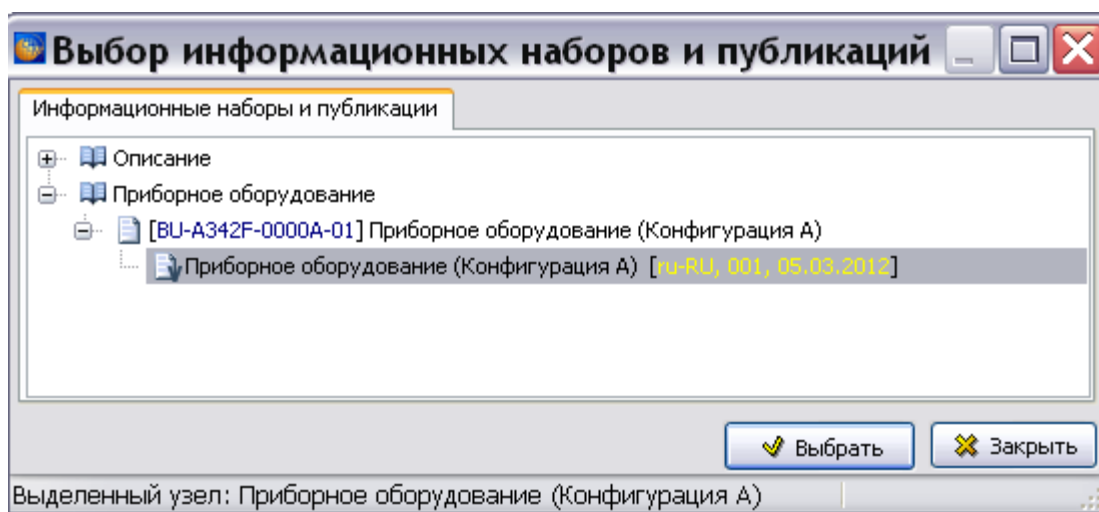 Выбор информационных наборов и публикаций
Информационные наборы и публикации
Описание
Приборное оборудование
[BU-A342F-0000A-01] Приборное оборудование (Конфигурация А)
Приборное оборудование (Конфигурация А) [ru-RU, 001, 05.03.2012]
Выбрать
Закрыть
Выделенный узел: Приборное оборудование (Конфигурация А)